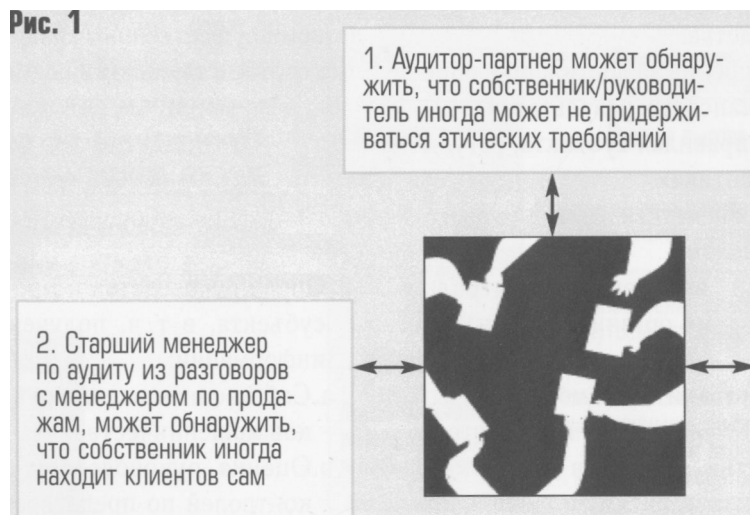 Рис. 1
1. Аудитор-партнер может обнару-
жить, что собственник/руководи-
тель иногда может не придержи-
ваться этических требований
2. Старший менеджер
по аудиту из разговоров
с менеджером по прода-
жам, может обнаружить,
что собственник иногда
находит клиентов сам